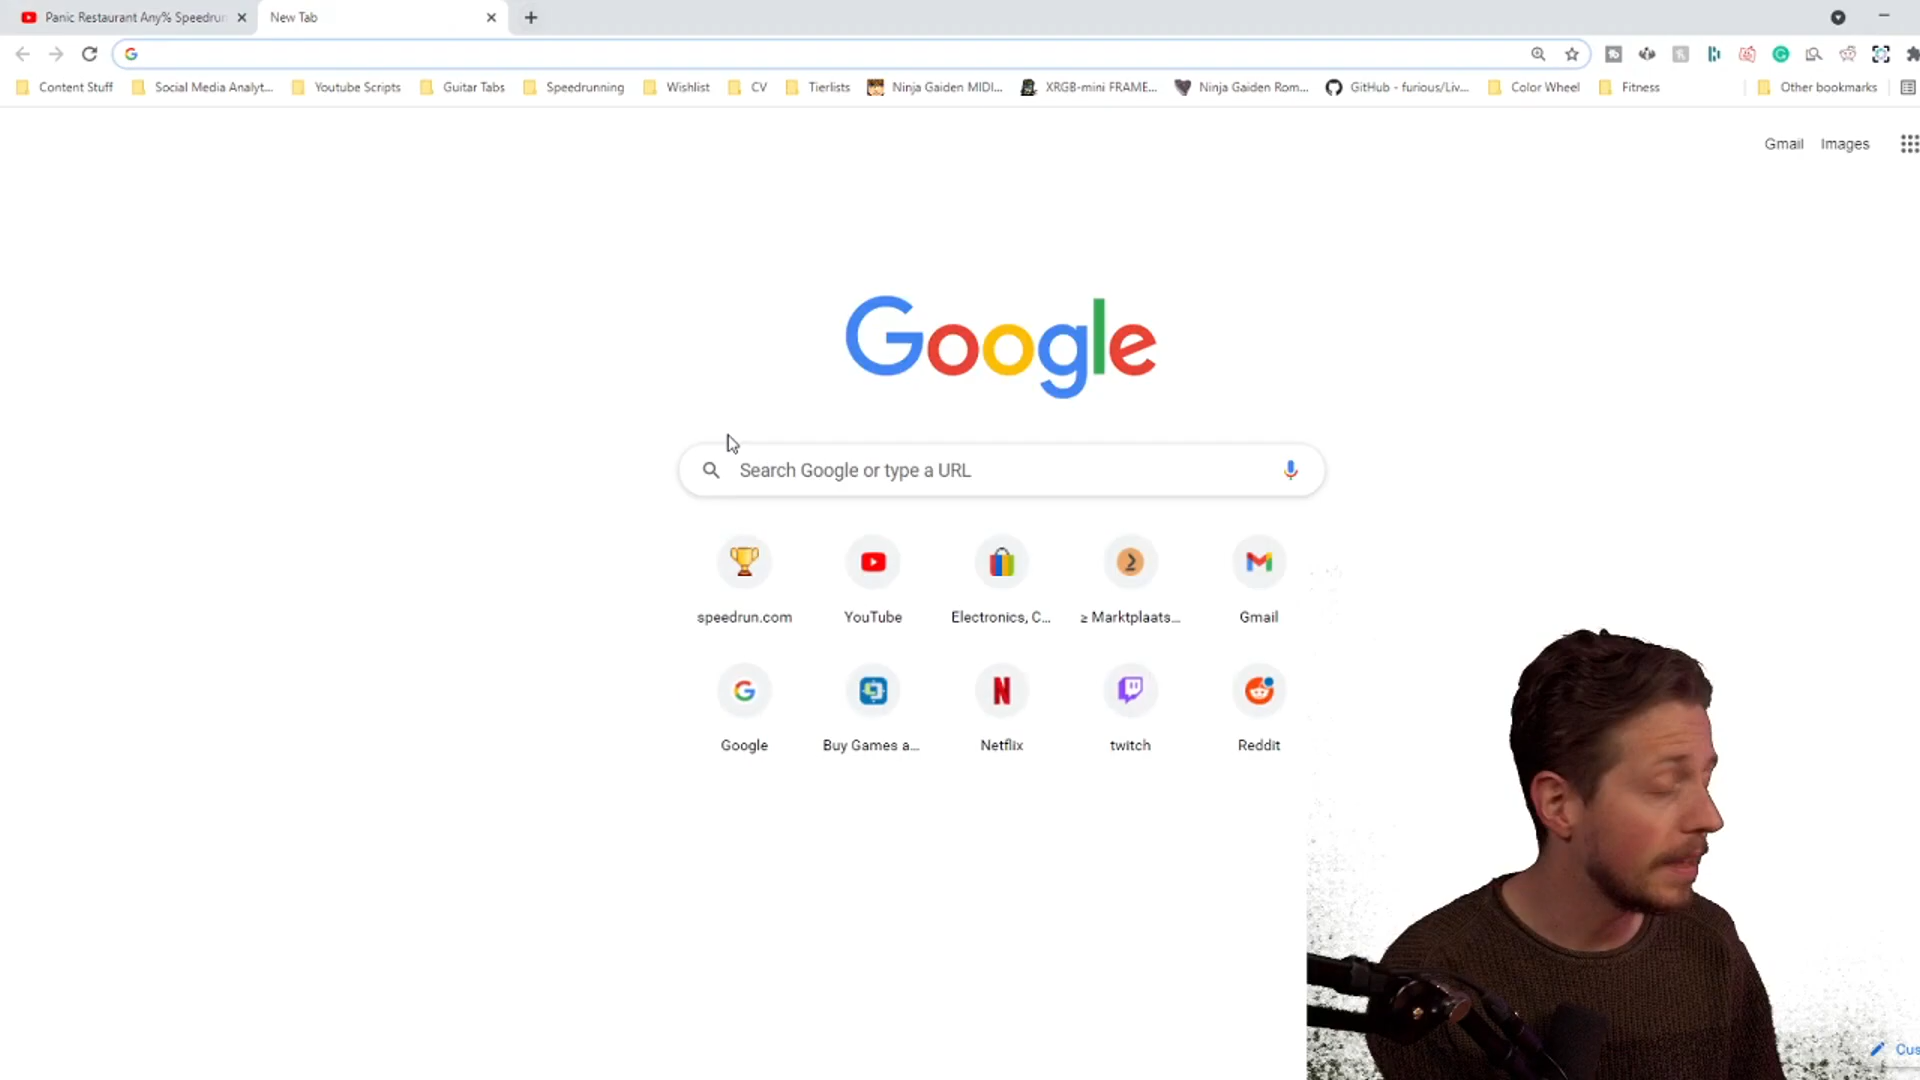 Panic Restaurant Any% Speedrun
New Tab
Content Stuff
Social Media Analyt...
Youtube Scripts
Guitar Tabs
Speedrunning
Wishlist
CV
Tierlists
Ninja Gaiden MIDI...
XRGB-mini FRAME...
Ninja Gaiden Rom...
GitHub - furious/Liv...
Color Wheel
Fitness
Other bookmarks
Gmail
Images
Google
Search Google or type a URL
speedrun.com
YouTube
Electronics, C...
≥ Marktplaats...
Gmail
Google
Buy Games a...
Netflix
twitch
Reddit
Cus